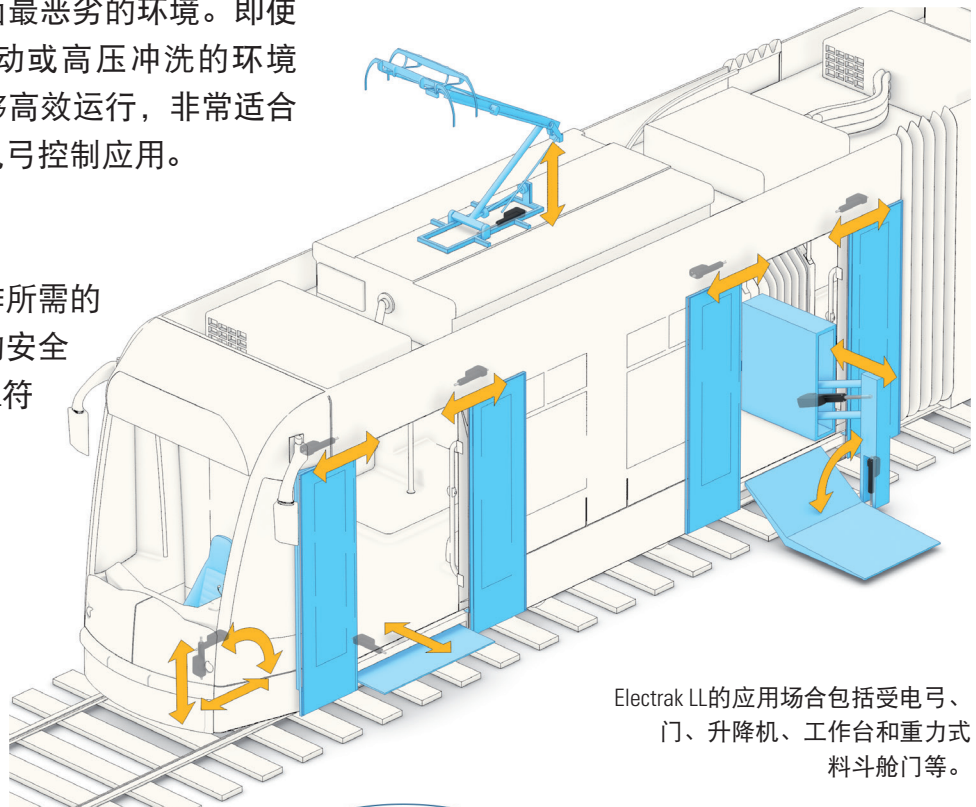 最恶劣的环境。即使
动或高压冲洗的环境
高效运行，非常适合
弓控制应用。
所需的
安全
符
Electrak LL的应用场合包括受电弓、
门、升降机、工作台和重力式
料斗舱门等。